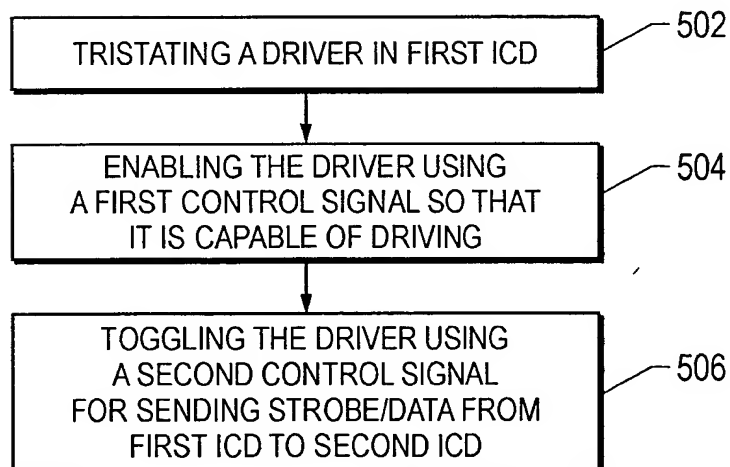 TRISTATING A DRIVER IN FIRST ICD
502
ENABLING THE DRIVER USING
A FIRST CONTROL SIGNAL SO THAT
IT IS CAPABLE OF DRIVING
504
TOGGLING THE DRIVER USING
A SECOND CONTROL SIGNAL
FOR SENDING STROBE/DATA FROM
FIRST ICD TO SECOND ICD
506